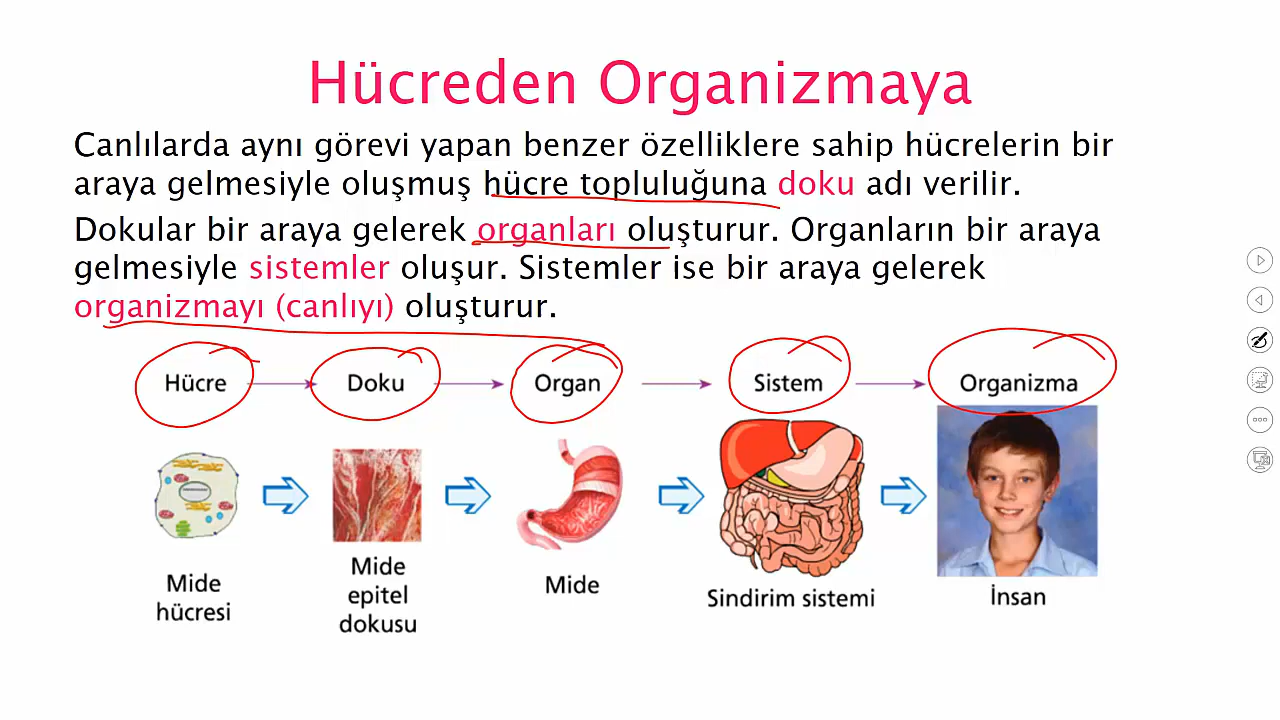 Hücreden Organizmaya
Canlılarda aynı görevi yapan benzer özelliklere sahip hücrelerin bir
araya gelmesiyle oluşmuş hücre topluluğuna doku adı verilir.
Dokular bir araya gelerek organları oluşturur. Organların bir araya
gelmesiyle sistemler oluşur. Sistemler ise bir araya gelerek
organizmayı (canlıyı) oluşturur.
Hücre Doku Organ Sistem Organizma
Mide
hücresi
Mide
epitel
dokusu
Mide
Sindirim sistemi
İnsan